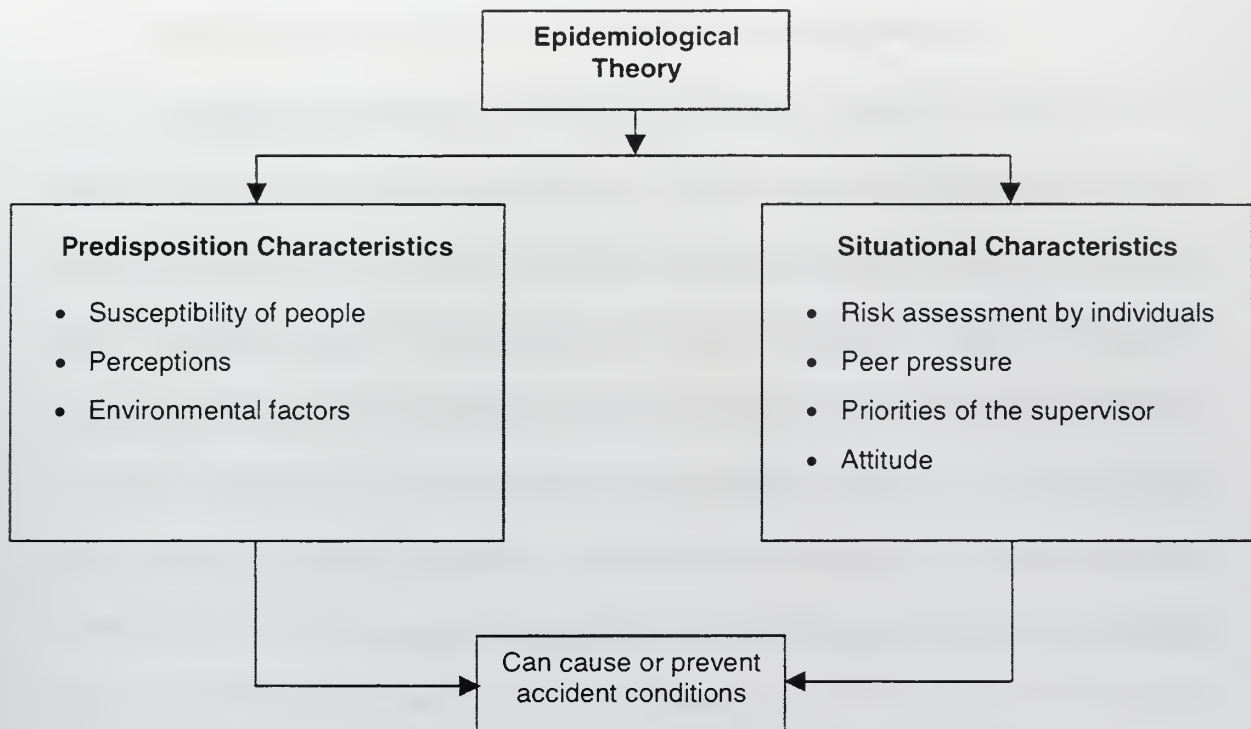 Epidemiological
Theory
Predisposition Characteristics
• Susceptibility of people
• Perceptions
• Environmental factors
Situational Characteristics
• Risk assessment by individuals
• Peer pressure
• Priorities of the supervisor
• Attitude
Can cause or prevent
accident conditions